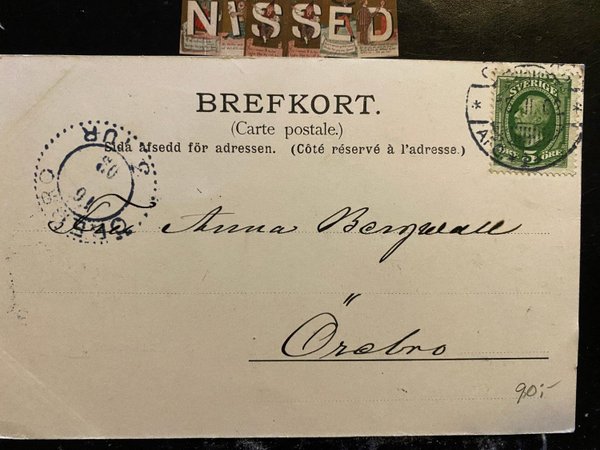 NISSED
BREFKORT.
(Carte postale.)
Sida afsedd för adressen. (Côté réservé à l'adresse.)
SVERIGE
ÖRE
Anna Bergwall
Örebro
90:-